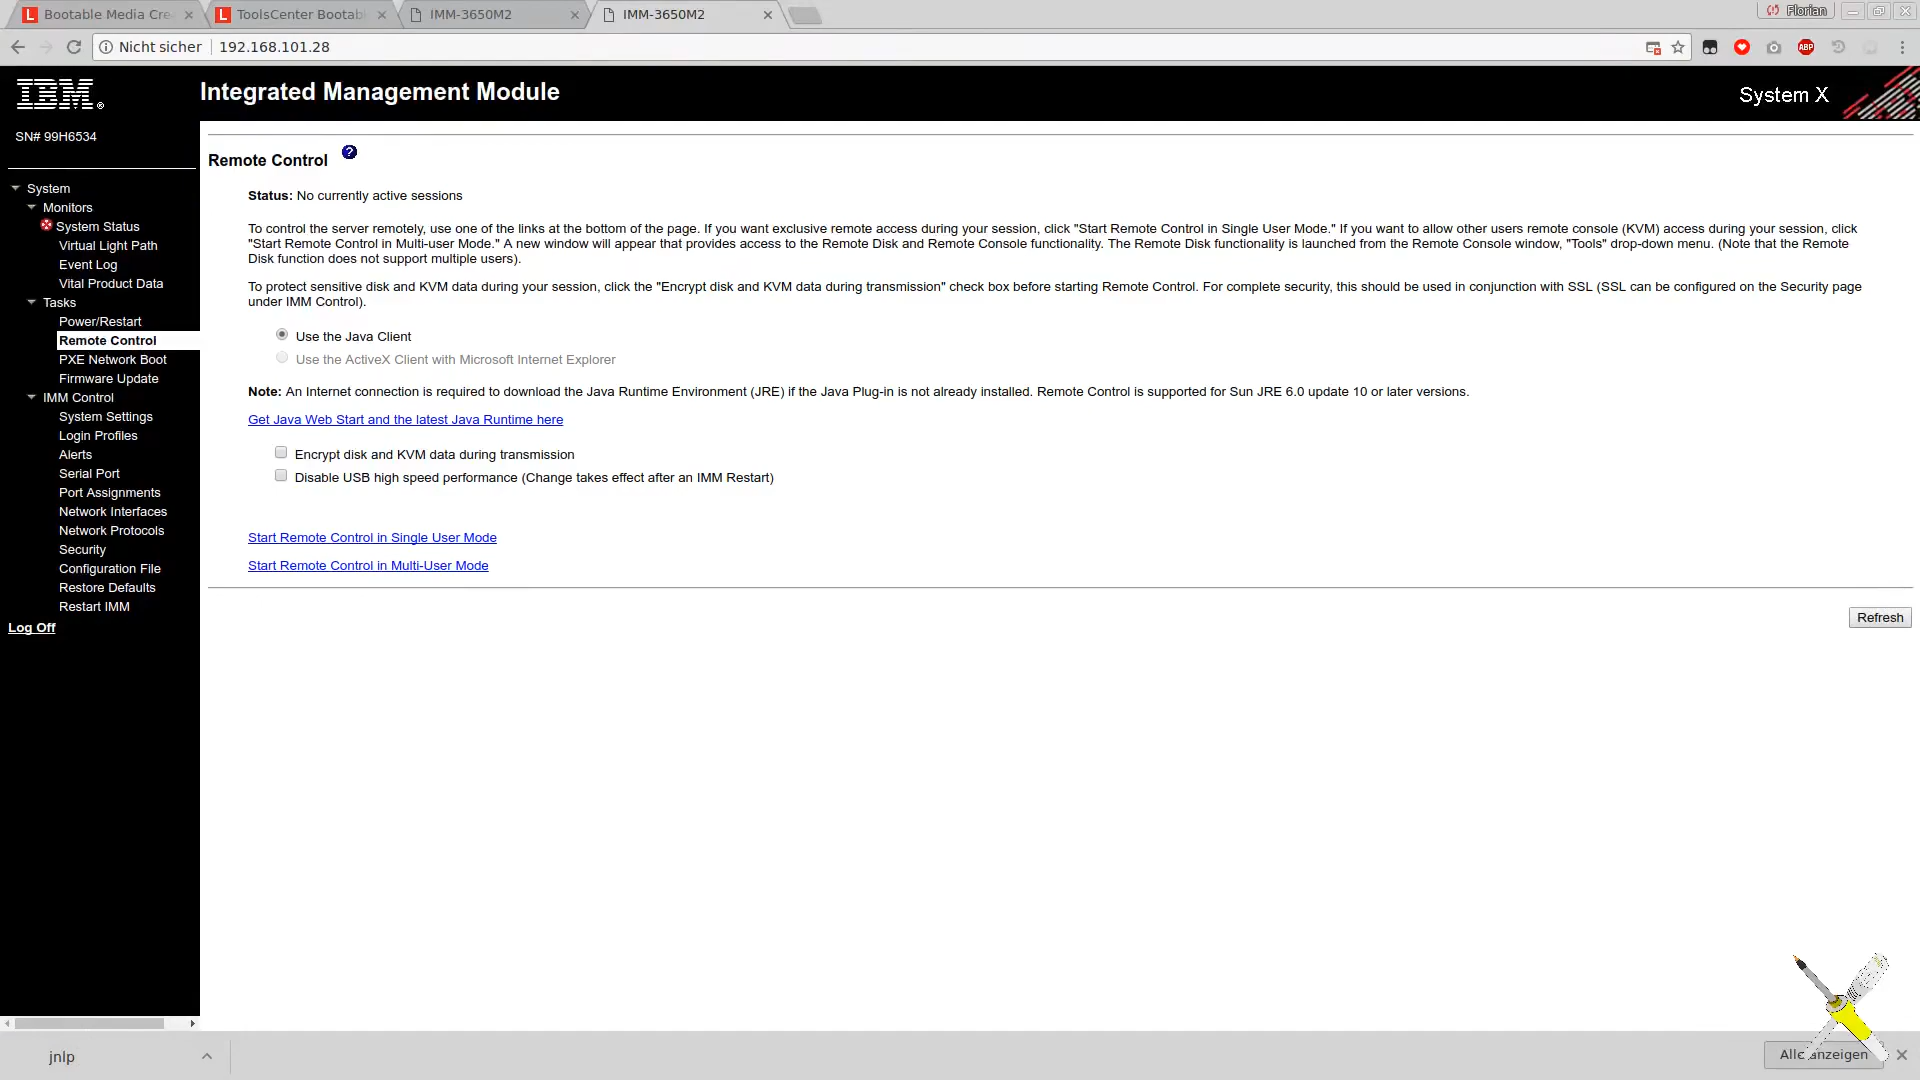 Bootable Media Cre
ToolsCenter Bootab
IMM-3650M2
IMM-3650M2
Florian
Nicht sicher
192.168.101.28
ABP
IBM®
Integrated Management Module
System X
SN# 99H6534
System
Monitors
System Status
Virtual Light Path
Event Log
Vital Product Data
Tasks
Power/Restart
Remote Control
PXE Network Boot
Firmware Update
IMM Control
System Settings
Login Profiles
Alerts
Serial Port
Port Assignments
Network Interfaces
Network Protocols
Security
Configuration File
Restore Defaults
Restart IMM
Log Off
Remote Control ?
Status: No currently active sessions
To control the server remotely, use one of the links at the bottom of the page. If you want exclusive remote access during your session, click "Start Remote Control in Single User Mode." If you want to allow other users remote console (KVM) access during your session, click
"Start Remote Control in Multi-user Mode." A new window will appear that provides access to the Remote Disk and Remote Console functionality. The Remote Disk functionality is launched from the Remote Console window, "Tools" drop-down menu. (Note that the Remote
Disk function does not support multiple users).
To protect sensitive disk and KVM data during your session, click the "Encrypt disk and KVM data during transmission" check box before starting Remote Control. For complete security, this should be used in conjunction with SSL (SSL can be configured on the Security page
under IMM Control).
Use the Java Client
Use the ActiveX Client with Microsoft Internet Explorer
Note: An Internet connection is required to download the Java Runtime Environment (JRE) if the Java Plug-in is not already installed. Remote Control is supported for Sun JRE 6.0 update 10 or later versions.
Get Java Web Start and the latest Java Runtime here
Encrypt disk and KVM data during transmission
Disable USB high speed performance (Change takes effect after an IMM Restart)
Start Remote Control in Single User Mode
Start Remote Control in Multi-User Mode
Refresh
jnlp
Alle anzeigen